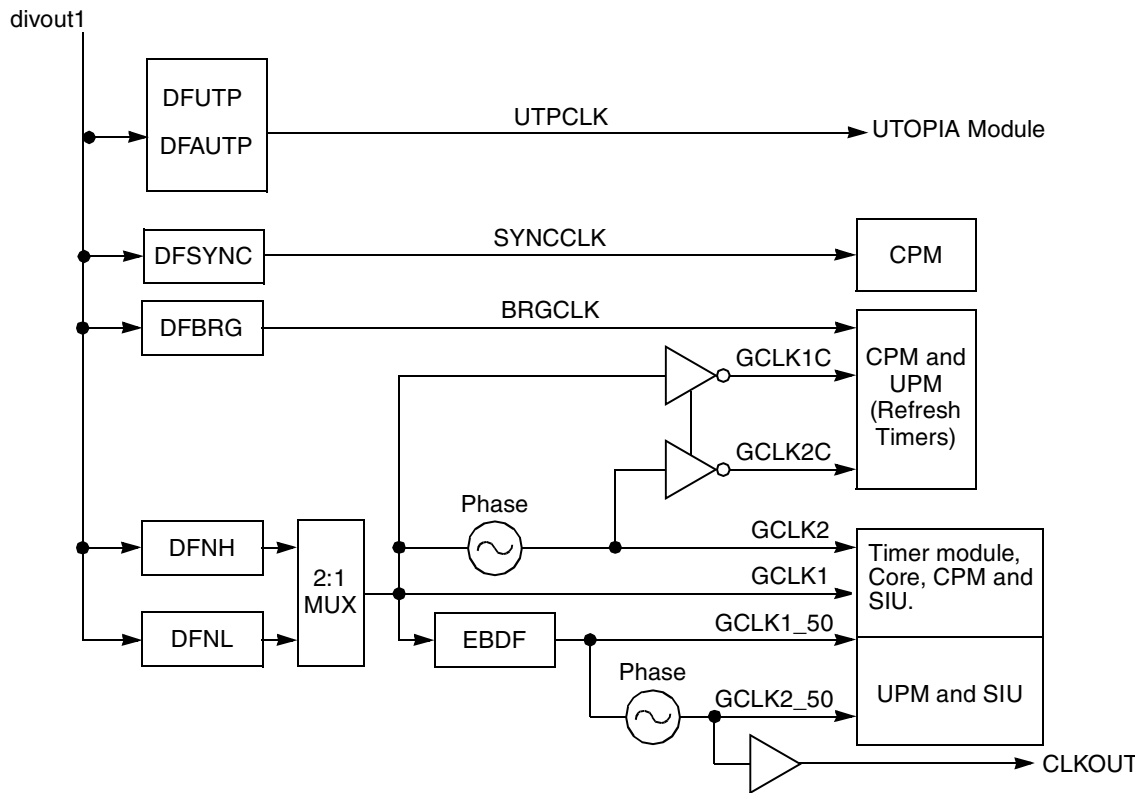 divout1
DFUTP
DFAUTP
UTPCLK
UTOPIA Module
DFSYNC
SYNCCLK
CPM
DFBRG
BRGCLK
GCLK1C
GCLK2C
CPM and
UPM
(Refresh
Timers)
Phase
DFNH
DFNL
2:1
MUX
GCLK2
GCLK1
Timer module,
Core, CPM and
SIU.
EBDF
GCLK1_50
Phase
GCLK2_50
UPM and SIU
CLKOUT